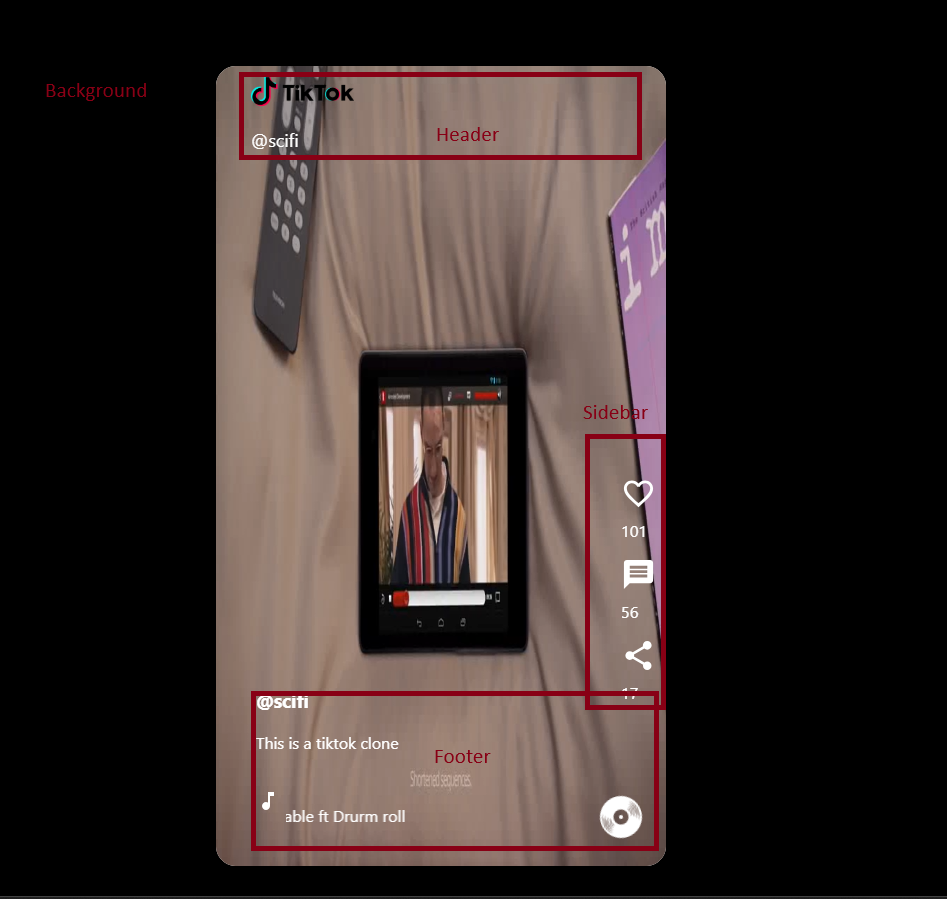 Background
TikTok
@scifi
Header
i m
Sidebar
101
56
17
@scifi
This is a tiktok clone
Footer
Shortened sequences.
able ft Drurm roll